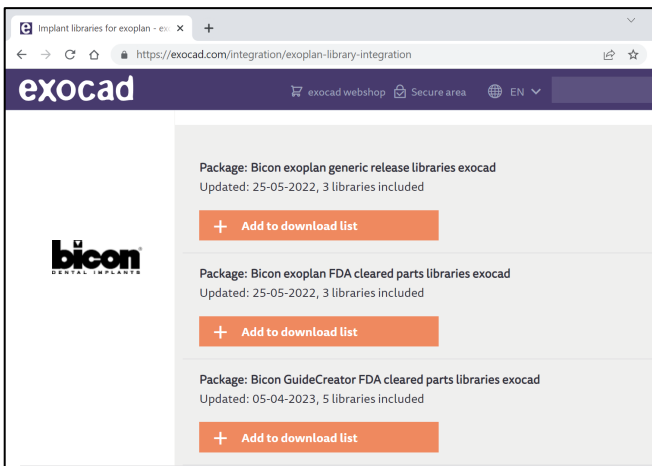 Implant libraries for exoplan - exo
https://exocad.com/integration/exoplan-library-integration
exocad
exocad webshop
Secure area
EN
Package: Bicon exoplan generic release libraries exocad
Updated: 25-05-2022, 3 libraries included
+ Add to download list
bicon®
DENTAL IMPLANTS
Package: Bicon exoplan FDA cleared parts libraries exocad
Updated: 25-05-2022, 3 libraries included
+ Add to download list
Package: Bicon GuideCreator FDA cleared parts libraries exocad
Updated: 05-04-2023, 5 libraries included
+ Add to download list